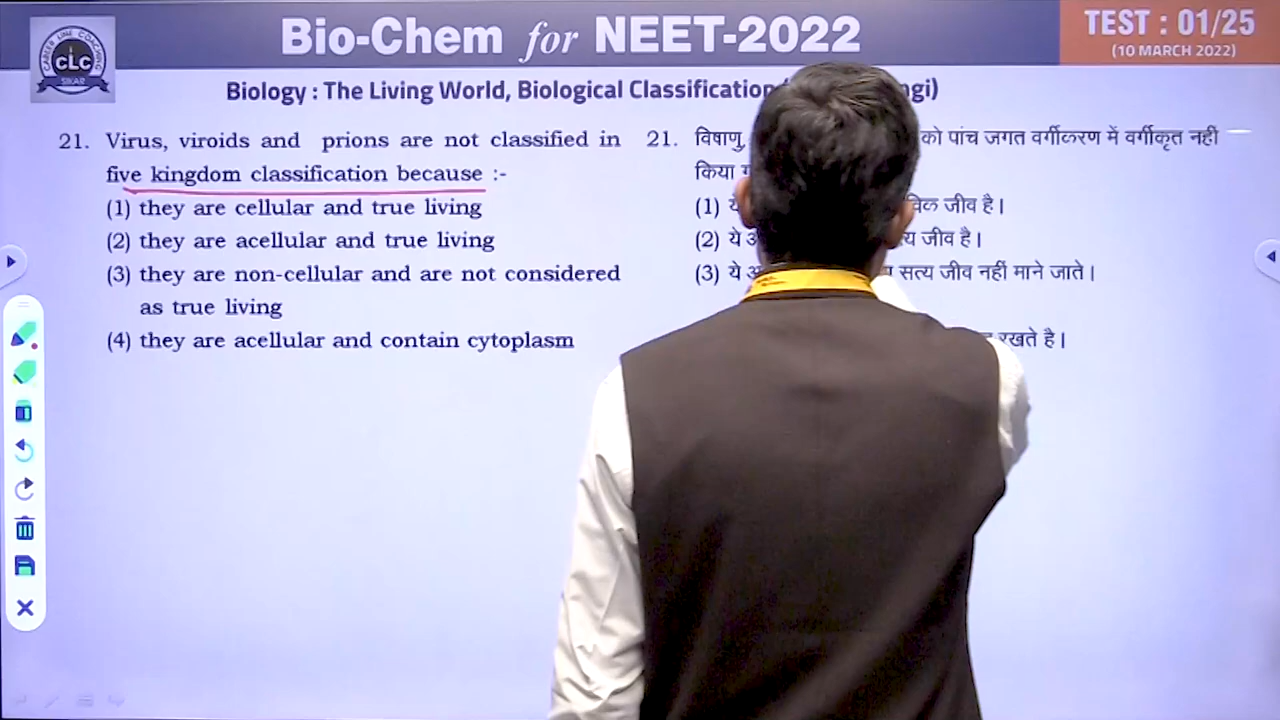 Bio-Chem for NEET-2022
TEST : 01/25
(10 MARCH 2022)
CAREER LINE COACHING
CLC
SIKAR
Biology : The Living World, Biological Classification
21. Virus, viroids and prions are not classified in
five kingdom classification because :-
(1) they are cellular and true living
(2) they are acellular and true living
(3) they are non-cellular and are not considered
as true living
(4) they are acellular and contain cytoplasm
21. विषाणु, को पांच जगत वर्गीकरण में वर्गीकृत नहीं
किया
(1) जीव है।
(2) ये जीव है।
(3) ये सत्य जीव नहीं माने जाते।
रखते है।